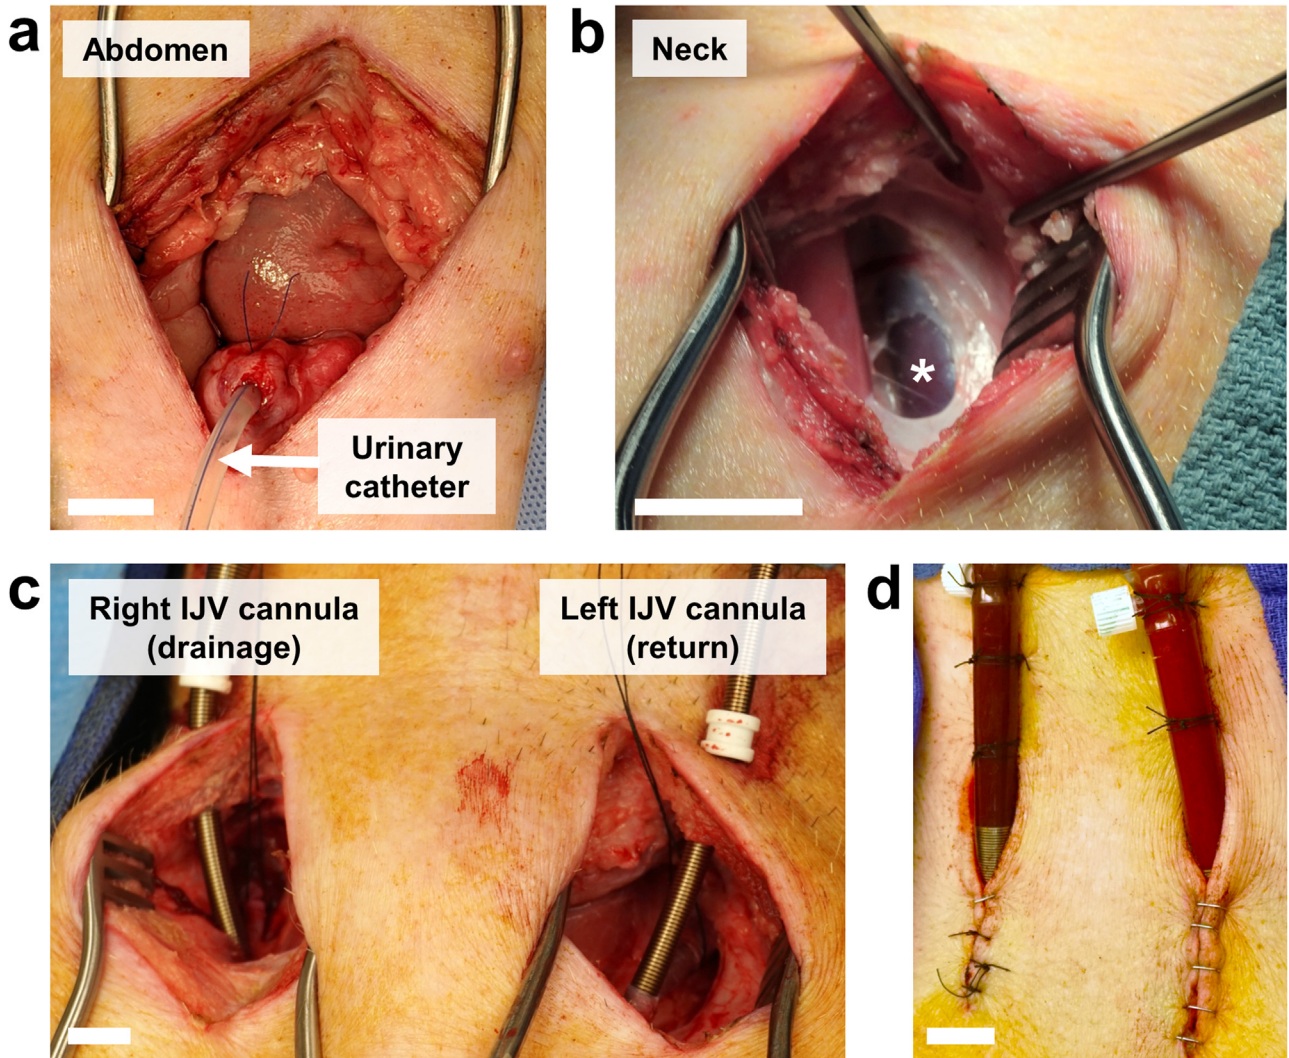 a
Abdomen
Urinary
catheter
b
Neck
*
c
Right IJV cannula
(drainage)
Left IJV cannula
(return)
d